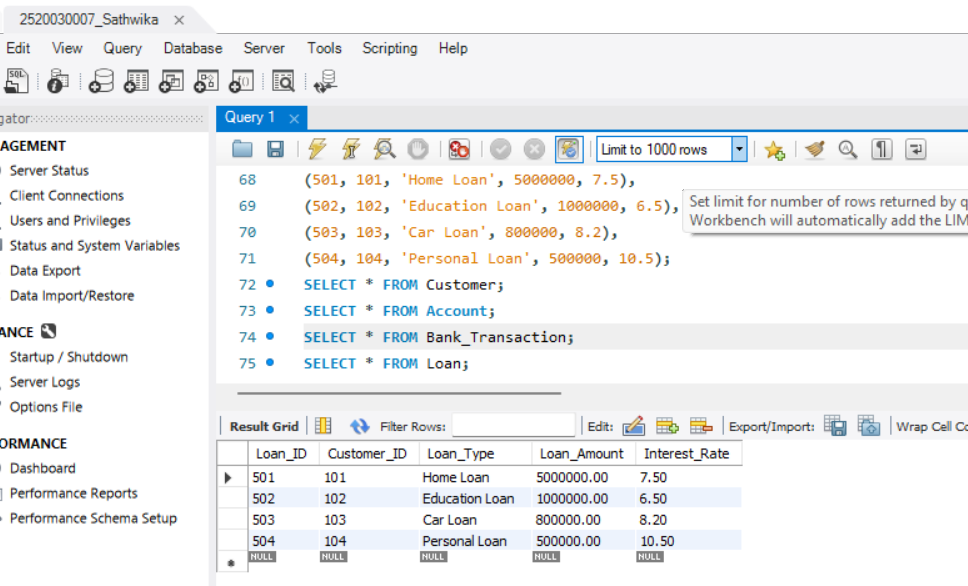 2520030007_Sathwika ×
Edit View Query Database Server Tools Scripting Help
SQL
gator
AGEMENT
Server Status
Client Connections
Users and Privileges
Status and System Variables
Data Export
Data Import/Restore
ANCE
Startup / Shutdown
Server Logs
Options File
ORMANCE
Dashboard
Performance Reports
Performance Schema Setup
Query 1 ×
Limit to 1000 rows
Set limit for number of rows returned by q
Workbench will automatically add the LIM
68 (501, 101, 'Home Loan', 5000000, 7.5),
69 (502, 102, 'Education Loan', 1000000, 6.5),
70 (503, 103, 'Car Loan', 800000, 8.2),
71 (504, 104, 'Personal Loan', 500000, 10.5);
72 SELECT * FROM Customer;
73 SELECT * FROM Account;
74 SELECT * FROM Bank_Transaction;
75 SELECT * FROM Loan;
Result Grid Filter Rows: Edit: Export/Import: Wrap Cell Co
Loan_ID Customer_ID Loan_Type Loan_Amount Interest_Rate
501 101 Home Loan 5000000.00 7.50
502 102 Education Loan 1000000.00 6.50
503 103 Car Loan 800000.00 8.20
504 104 Personal Loan 500000.00 10.50
NULL NULL NULL NULL NULL